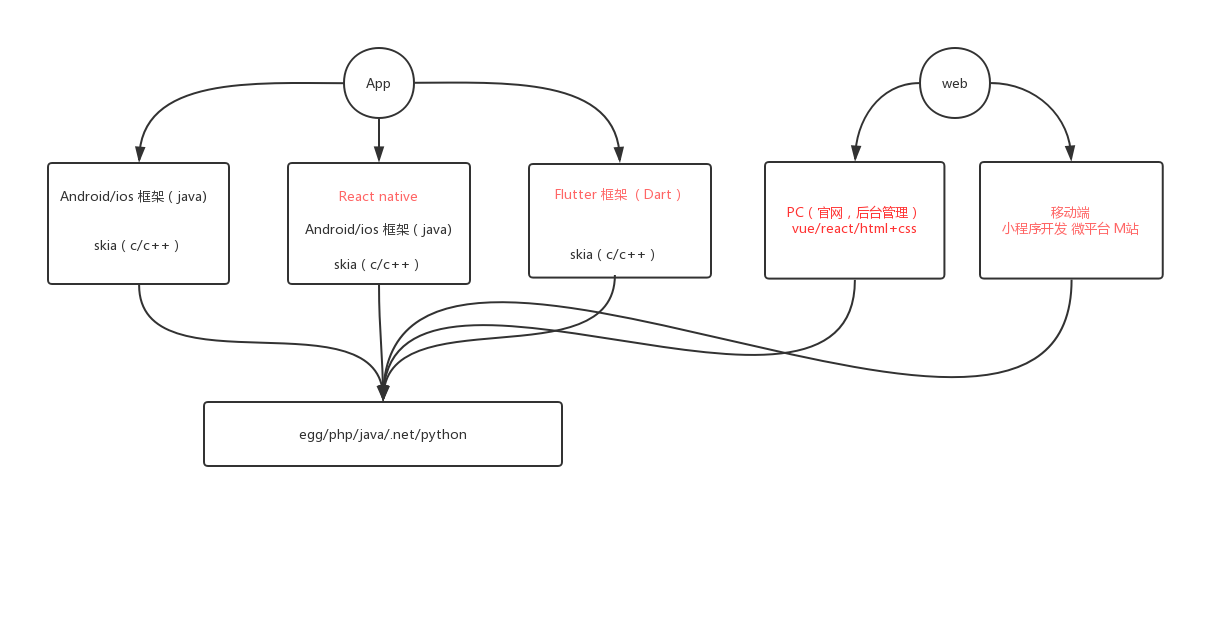 App
web
Android/ios 框架（java)
skia（c/c++）
React native
Android/ios 框架（java)
skia（c/c++）
Flutter 框架 （Dart）
skia（c/c++）
PC（官网，后台管理）
vue/react/html+css
移动端
小程序开发 微平台 M站
egg/php/java/.net/python